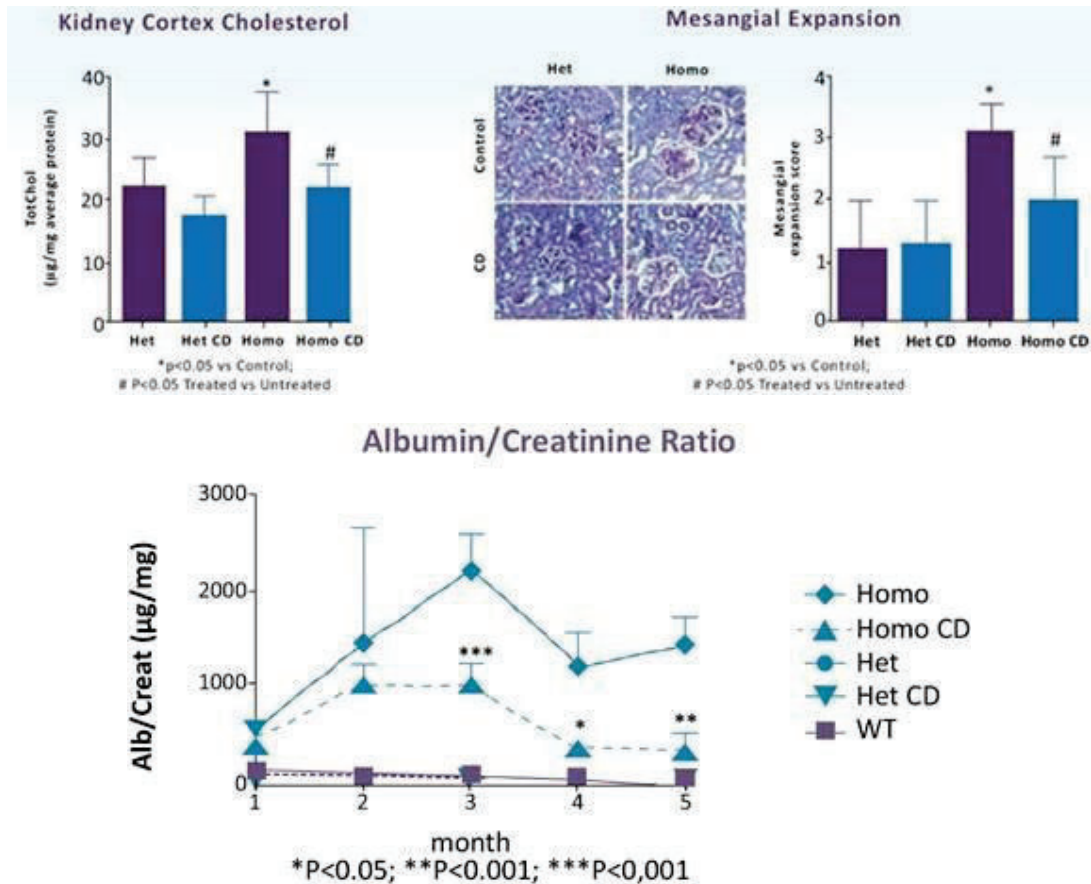 Kidney Cortex Cholesterol
TotChol
(µg/mg average protein)
40
30
20
10
0
*
#
Het
Het CD
Homo
Homo CD
*p<0.05 vs Control;
# P<0.05 Treated vs Untreated
Mesangial Expansion
Het
Homo
Control
CD
Mesangial
expansion score
4
3
2
1
0
*
#
Het
Het CD
Homo
Homo CD
*p<0.05 vs Control;
# P<0.05 Treated vs Untreated
Albumin/Creatinine Ratio
Alb/Creat (µg/mg)
3000
2000
1000
0
***
*
**
1
2
3
4
5
month
*P<0.05; **P<0.001; ***P<0,001
Homo
Homo CD
Het
Het CD
WT